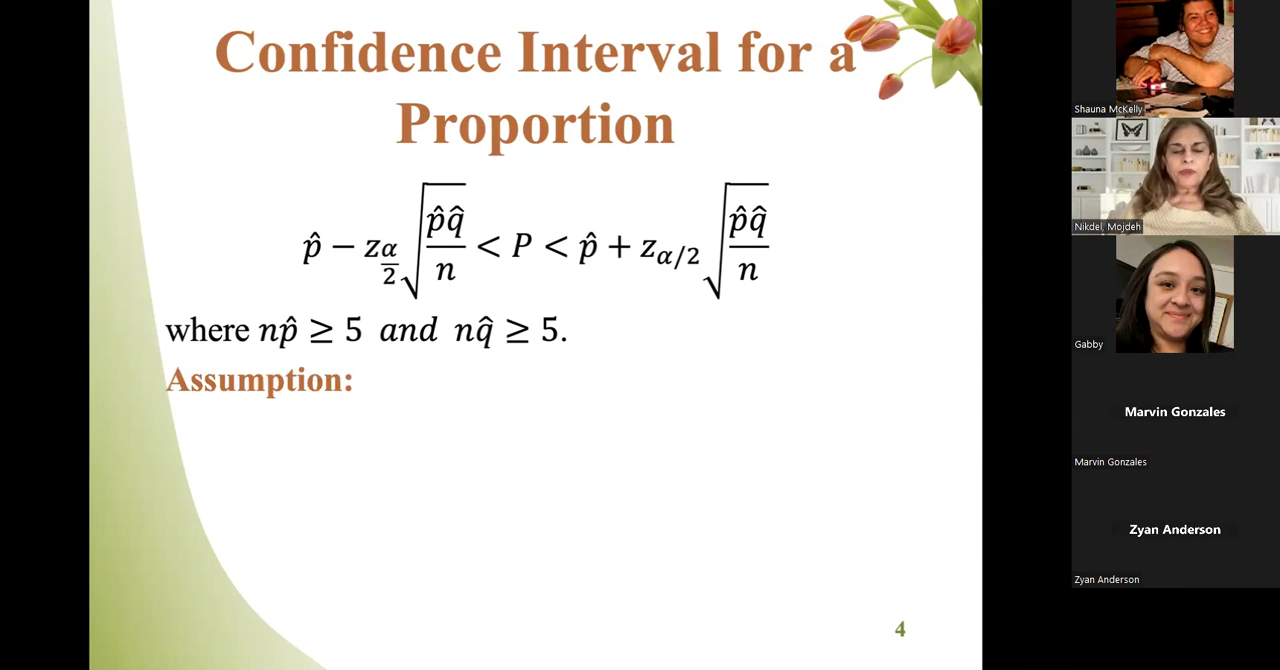 Confidence Interval for a
Proportion
p̂ − z_{α/2} √(p̂q̂/n) < P < p̂ + z_{α/2} √(p̂q̂/n)
where np̂ ≥ 5 and nq̂ ≥ 5.
Assumption:
4
Shauna McKelly
Nikdel, Mojdeh
Gabby
Marvin Gonzales
Marvin Gonzales
Zyan Anderson
Zyan Anderson